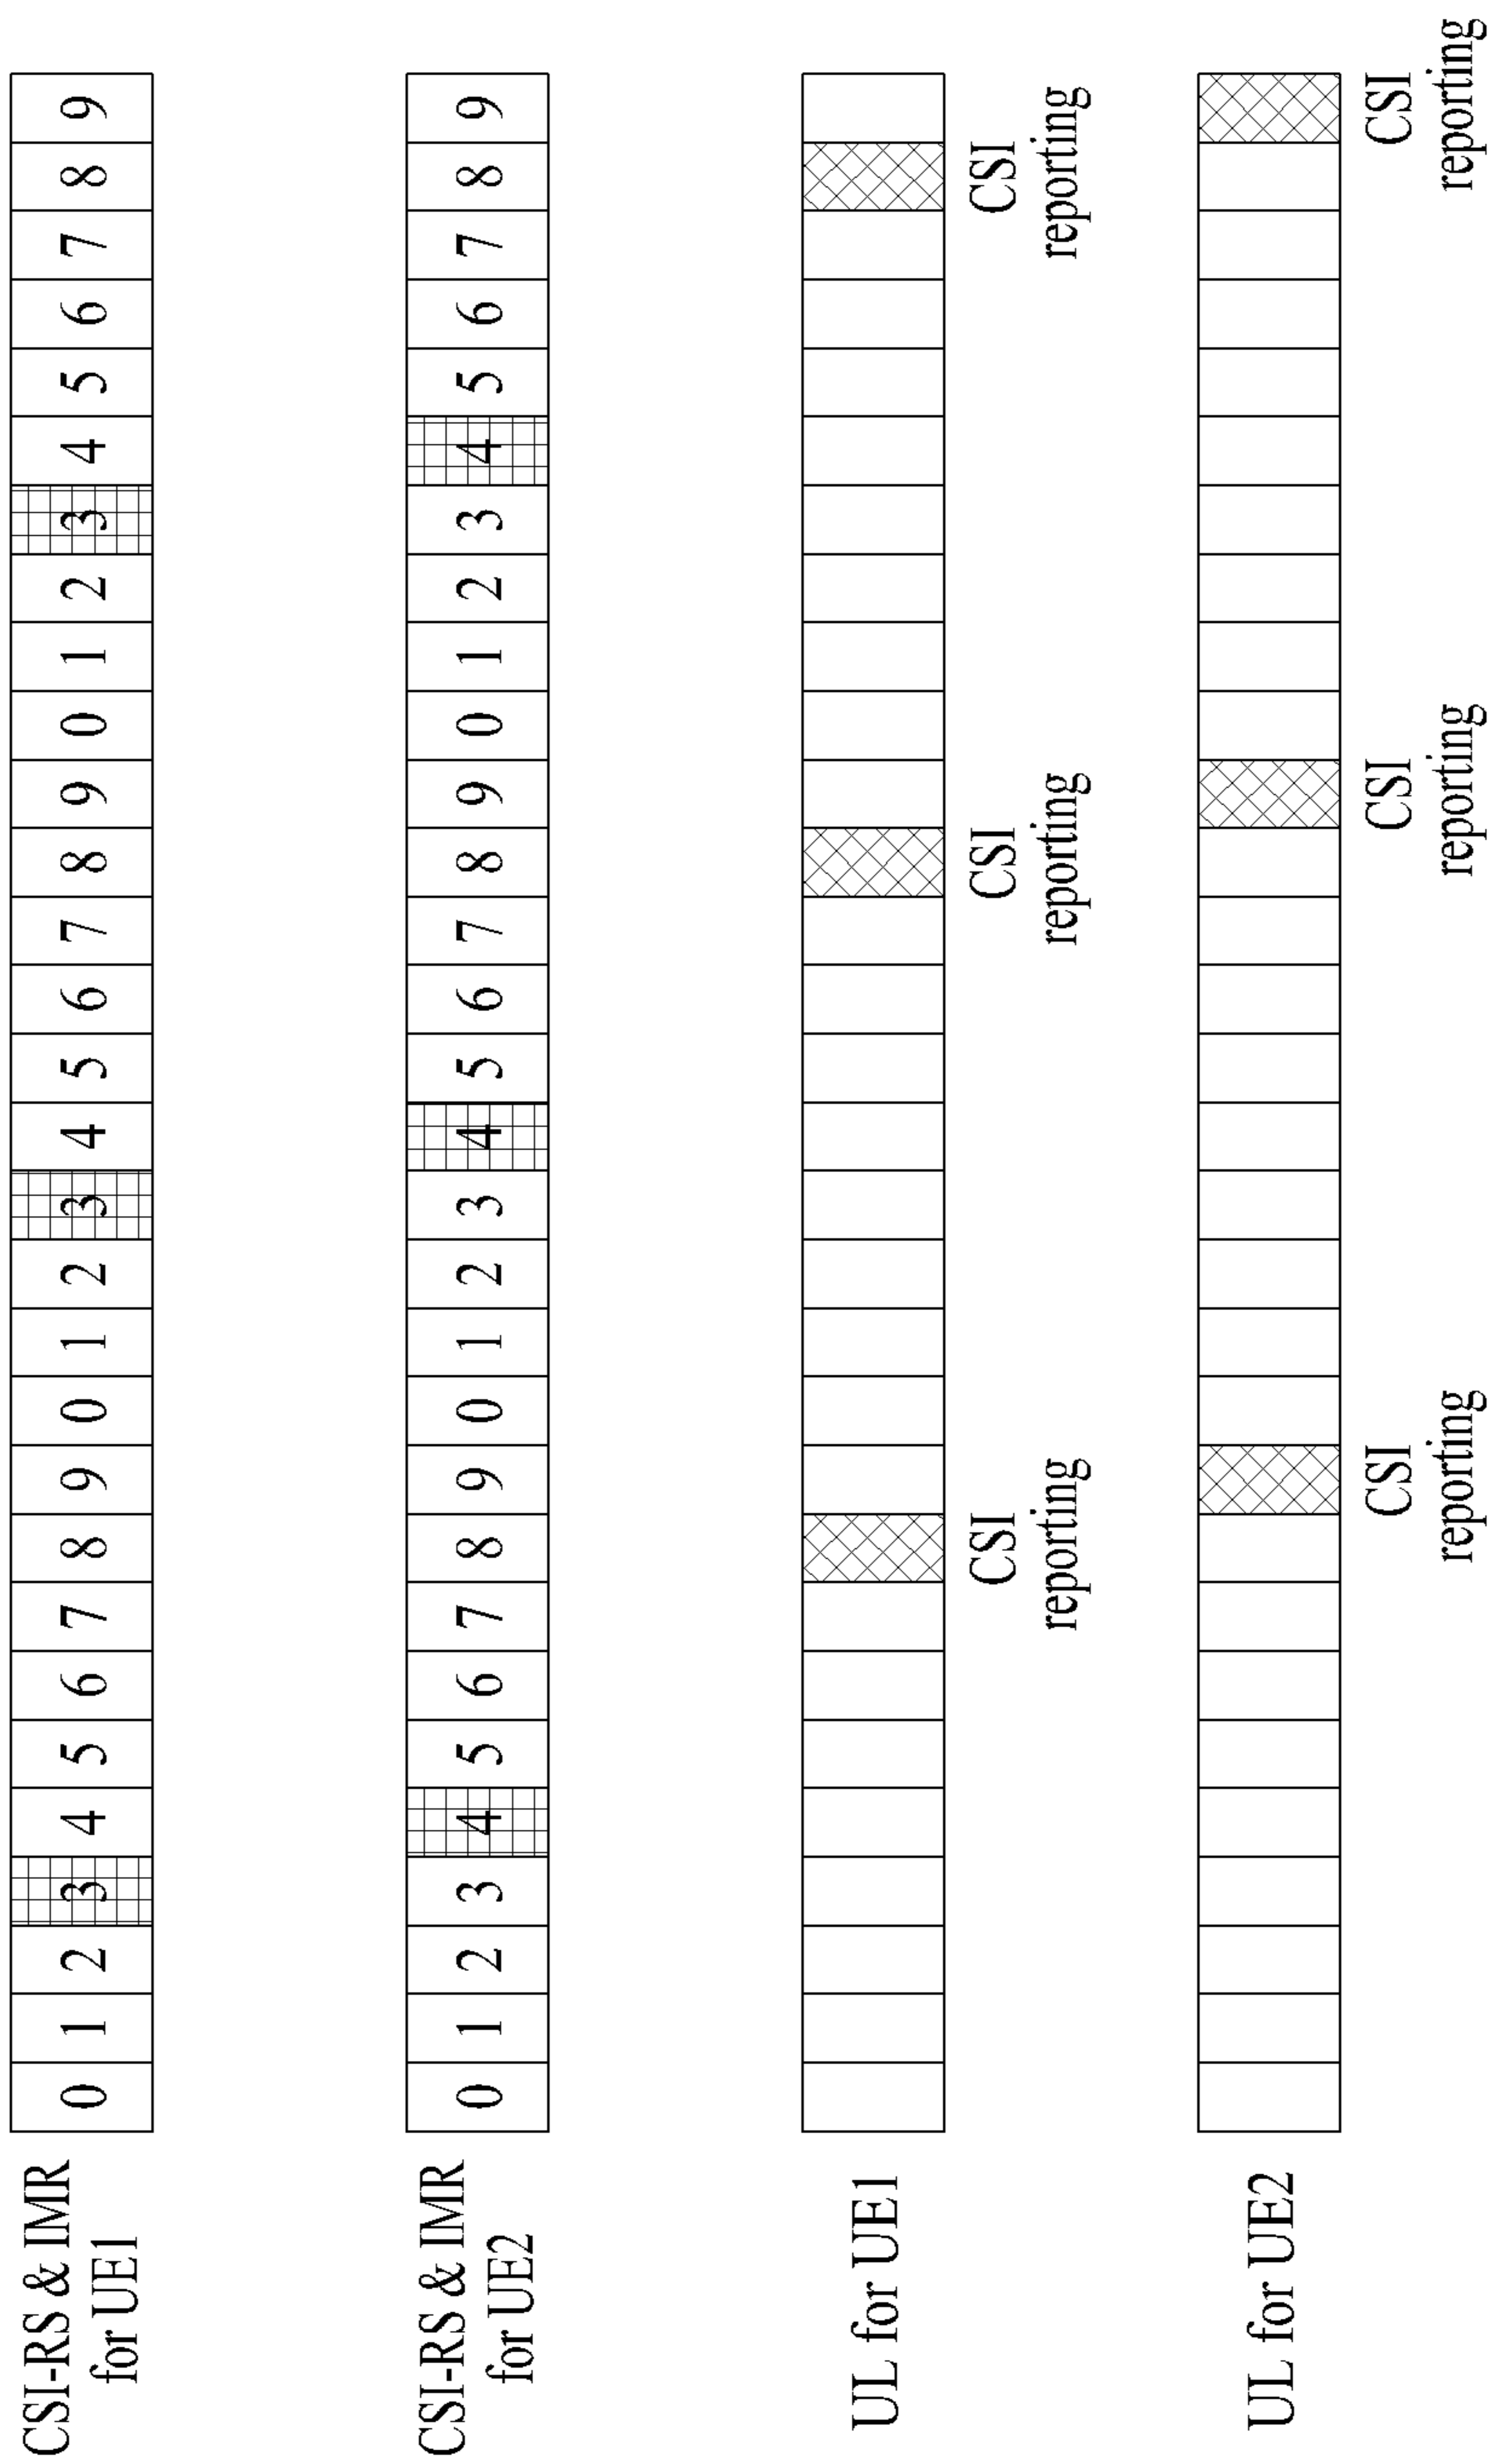 CSI-RS & IMR
for UE1
0 1 2 3 4 5 6 7 8 9 0 1 2 3 4 5 6 7 8 9 0 1 2 3 4 5 6 7 8 9
CSI-RS & IMR
for UE2
0 1 2 3 4 5 6 7 8 9 0 1 2 3 4 5 6 7 8 9 0 1 2 3 4 5 6 7 8 9
UL for UE1
CSI
reporting
CSI
reporting
CSI
reporting
UL for UE2
CSI
reporting
CSI
reporting
CSI
reporting